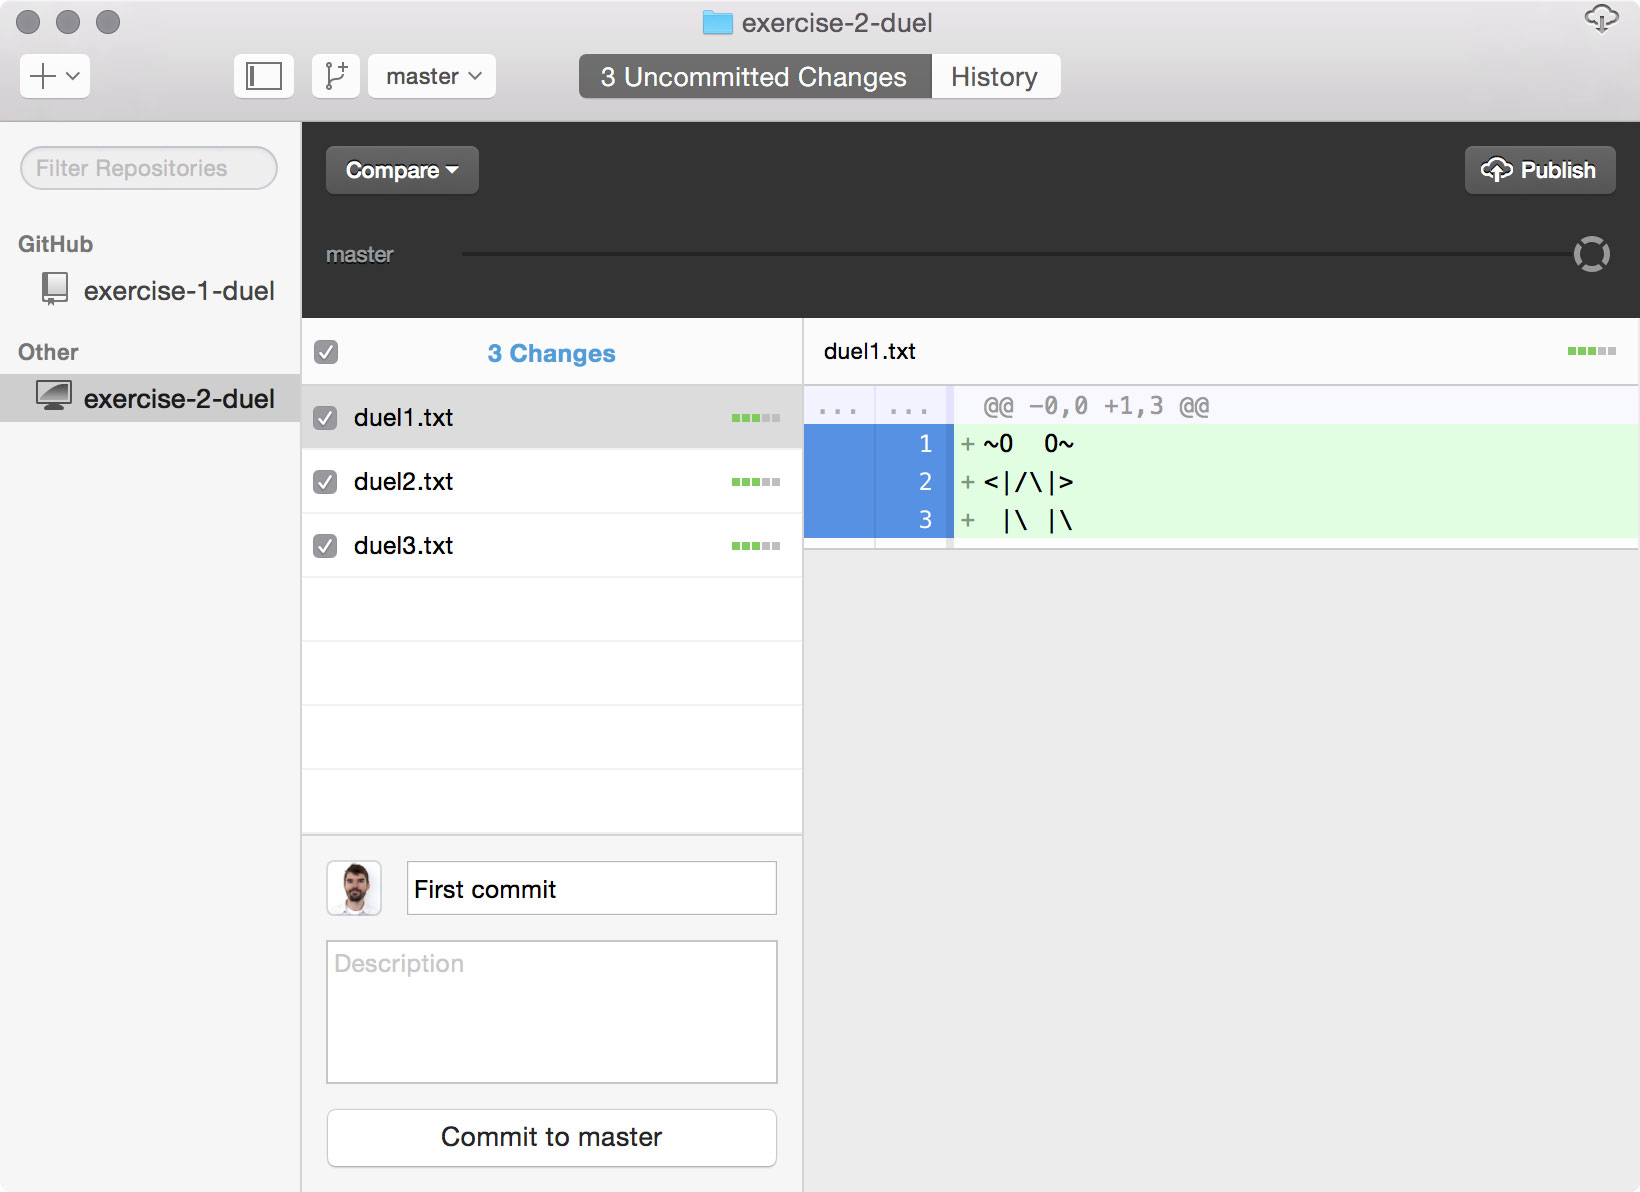 exercise-2-duel
master
3 Uncommitted Changes
History
Filter Repositories
GitHub
exercise-1-duel
Other
exercise-2-duel
Compare
Publish
master
3 Changes
duel1.txt
duel2.txt
duel3.txt
First commit
Description
Commit to master
duel1.txt
... ... @@ -0,0 +1,3 @@
1 + ~0  0~
2 + <|/\|>
3 +  |\ |\